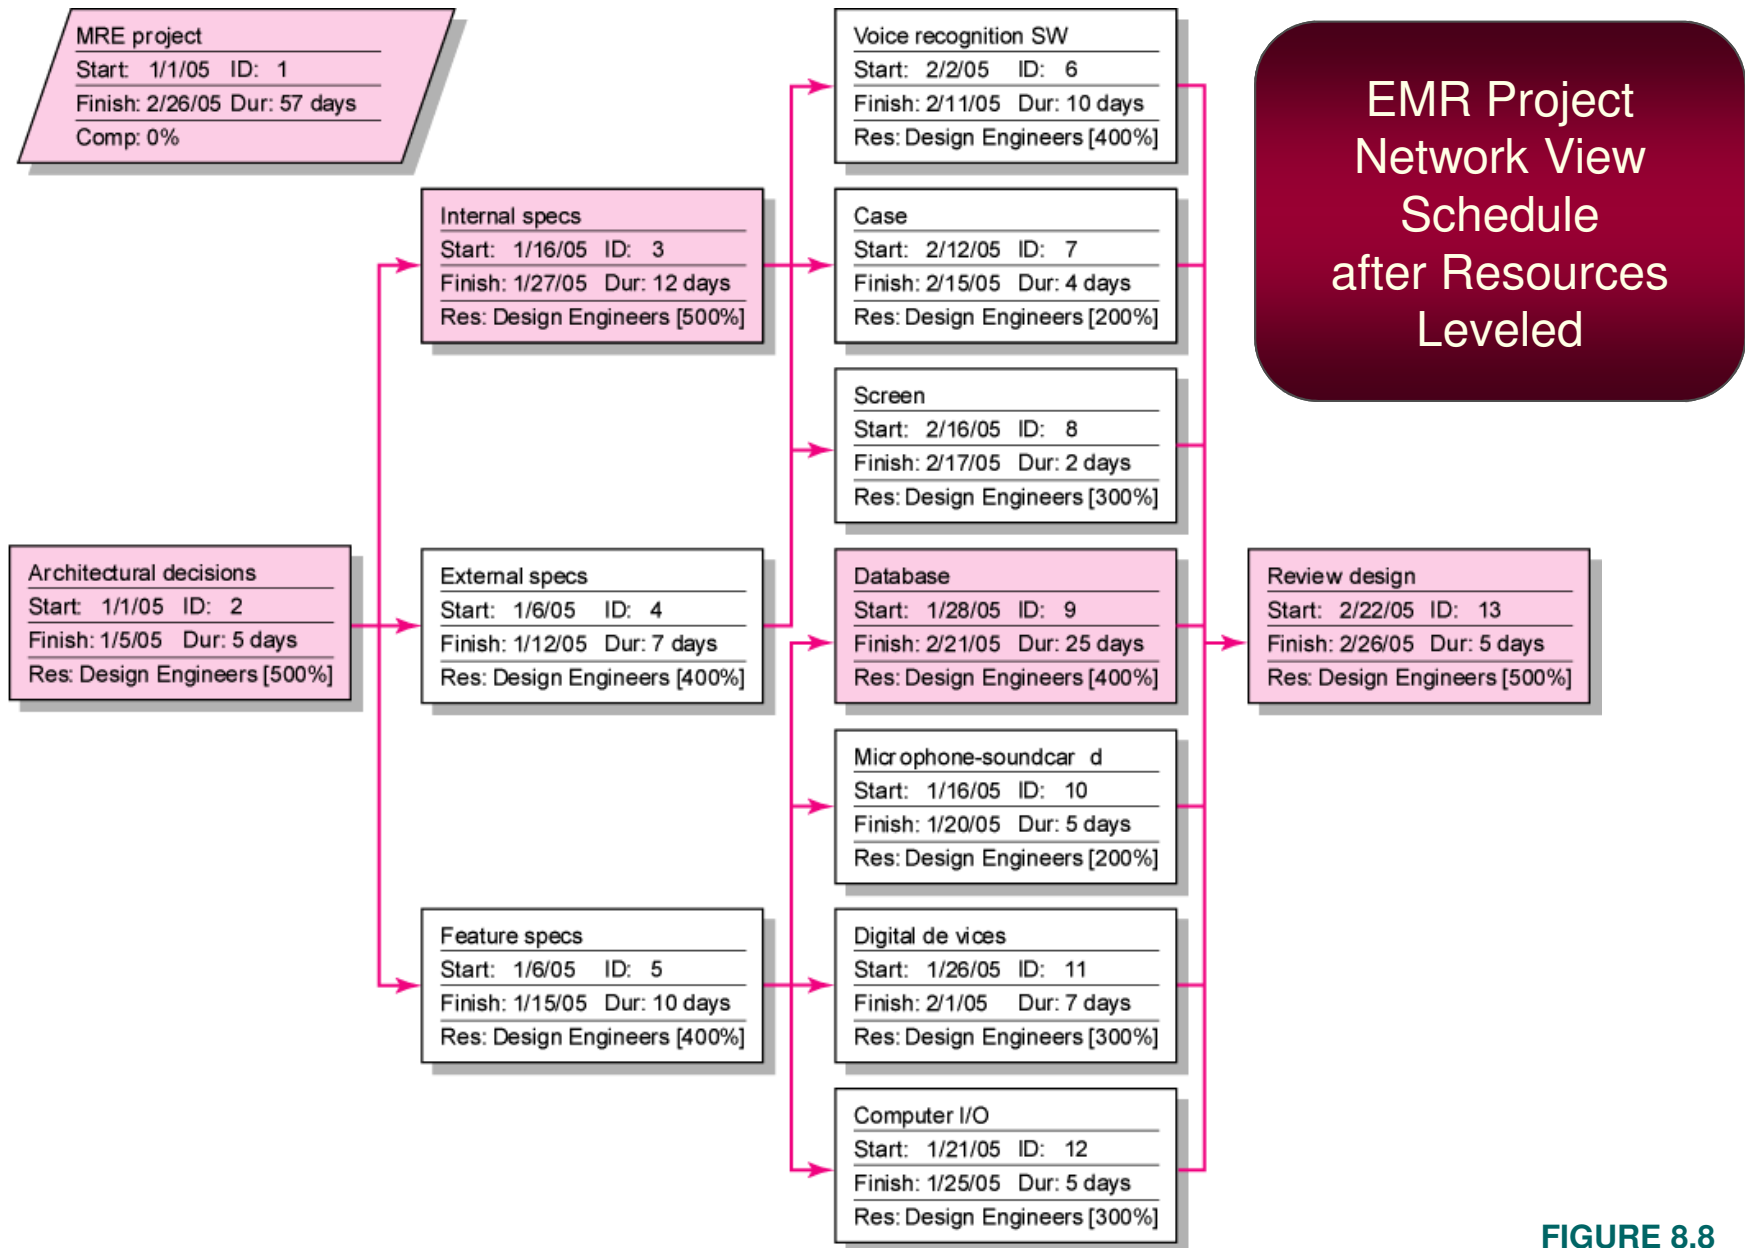 MRE project
Start: 1/1/05 ID: 1
Finish: 2/26/05 Dur: 57 days
Comp: 0%
EMR Project
Network View
Schedule
after Resources
Leveled
Architectural decisions
Start: 1/1/05 ID: 2
Finish: 1/5/05 Dur: 5 days
Res: Design Engineers [500%]
Internal specs
Start: 1/16/05 ID: 3
Finish: 1/27/05 Dur: 12 days
Res: Design Engineers [500%]
External specs
Start: 1/6/05 ID: 4
Finish: 1/12/05 Dur: 7 days
Res: Design Engineers [400%]
Feature specs
Start: 1/6/05 ID: 5
Finish: 1/15/05 Dur: 10 days
Res: Design Engineers [400%]
Voice recognition SW
Start: 2/2/05 ID: 6
Finish: 2/11/05 Dur: 10 days
Res: Design Engineers [400%]
Case
Start: 2/12/05 ID: 7
Finish: 2/15/05 Dur: 4 days
Res: Design Engineers [200%]
Screen
Start: 2/16/05 ID: 8
Finish: 2/17/05 Dur: 2 days
Res: Design Engineers [300%]
Database
Start: 1/28/05 ID: 9
Finish: 2/21/05 Dur: 25 days
Res: Design Engineers [400%]
Microphone-soundcar d
Start: 1/16/05 ID: 10
Finish: 1/20/05 Dur: 5 days
Res: Design Engineers [200%]
Digital de vices
Start: 1/26/05 ID: 11
Finish: 2/1/05 Dur: 7 days
Res: Design Engineers [300%]
Computer I/O
Start: 1/21/05 ID: 12
Finish: 1/25/05 Dur: 5 days
Res: Design Engineers [300%]
Review design
Start: 2/22/05 ID: 13
Finish: 2/26/05 Dur: 5 days
Res: Design Engineers [500%]
FIGURE 8.8